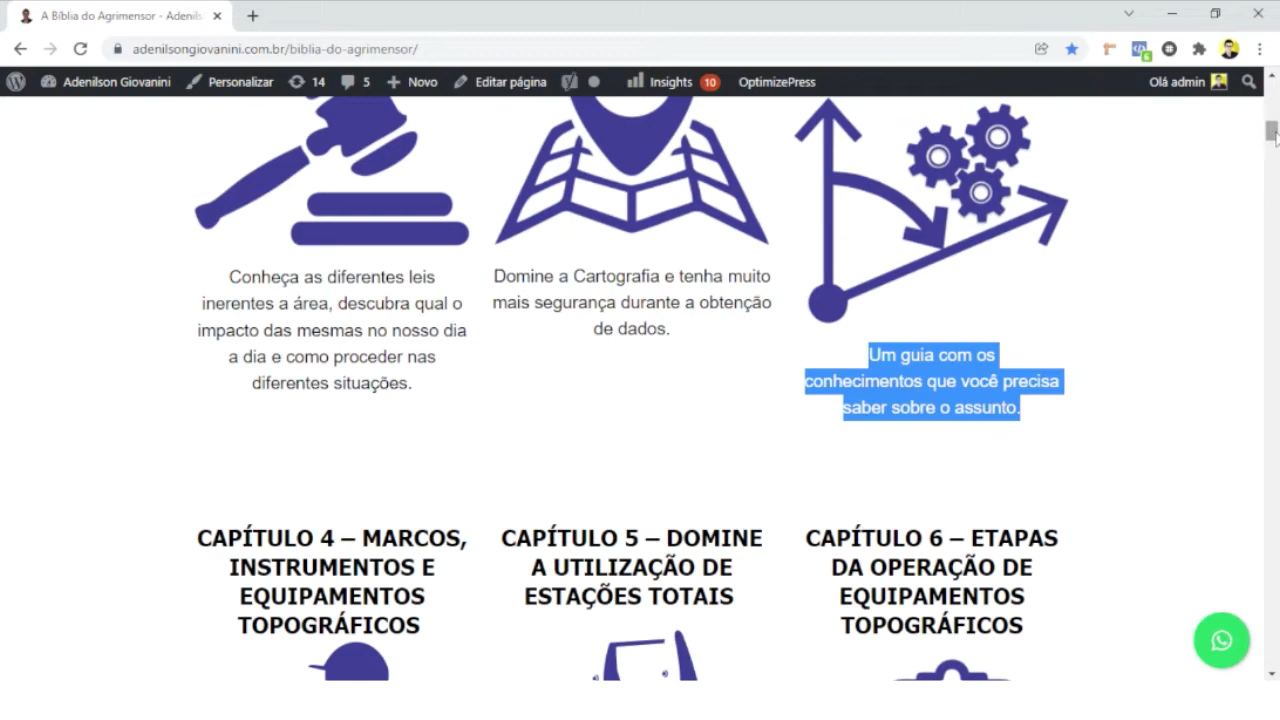 A Bíblia do Agrimensor - Adenils
adenilsongiovanini.com.br/biblia-do-agrimensor/
6
Adenilson Giovanini Personalizar 14 5 Novo Editar página Insights 10 OptimizePress Olá admin
Conheça as diferentes leis
inerentes a área, descubra qual o
impacto das mesmas no nosso dia
a dia e como proceder nas
diferentes situações.
Domine a Cartografia e tenha muito
mais segurança durante a obtenção
de dados.
Um guia com os
conhecimentos que você precisa
saber sobre o assunto.
CAPÍTULO 4 – MARCOS,
INSTRUMENTOS E
EQUIPAMENTOS
TOPOGRÁFICOS
CAPÍTULO 5 – DOMINE
A UTILIZAÇÃO DE
ESTAÇÕES TOTAIS
CAPÍTULO 6 – ETAPAS
DA OPERAÇÃO DE
EQUIPAMENTOS
TOPOGRÁFICOS